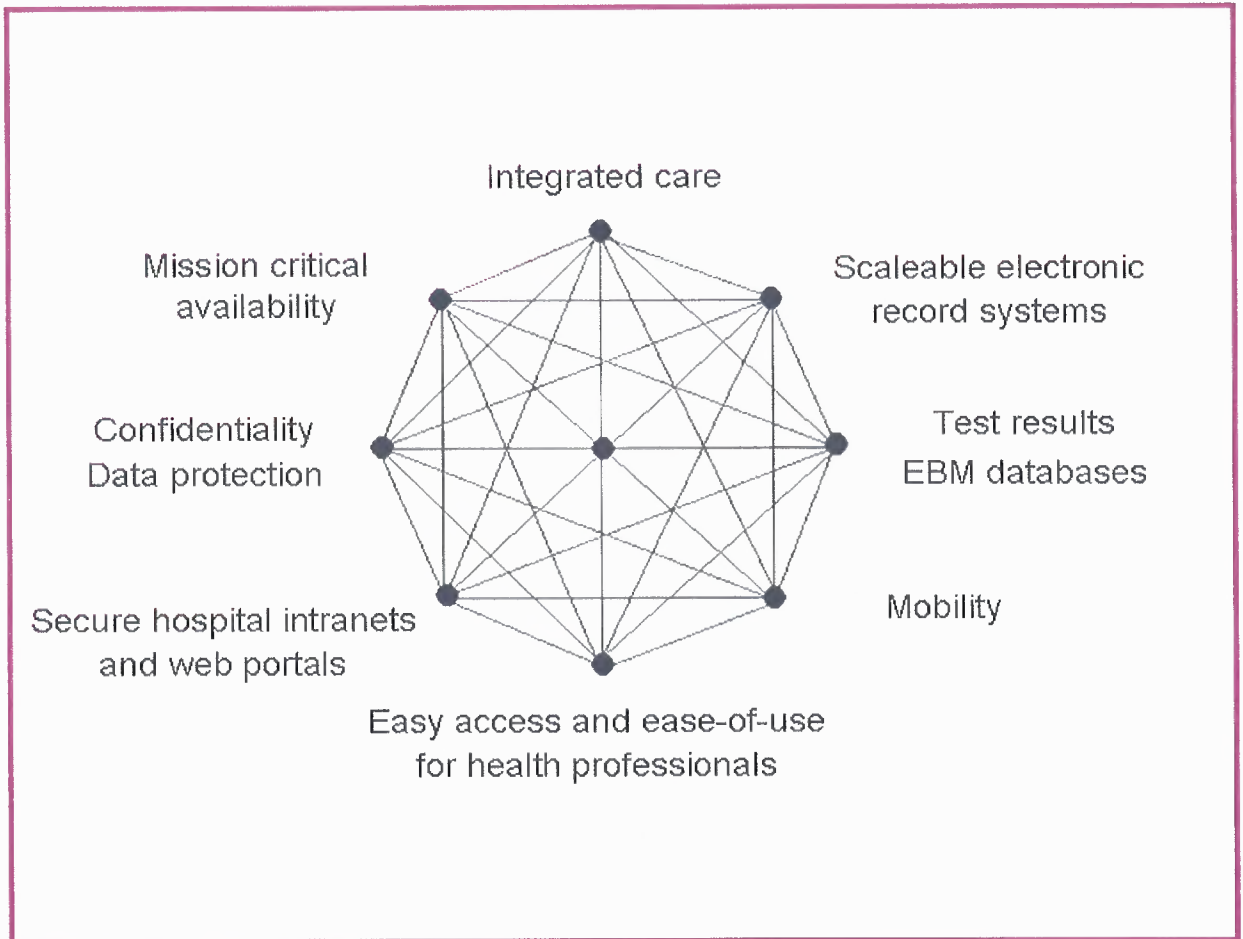 Integrated care
Mission critical
availability
Scaleable electronic
record systems
Confidentiality
Data protection
Test results
EBM databases
Secure hospital intranets
and web portals
Mobility
Easy access and ease-of-use
for health professionals